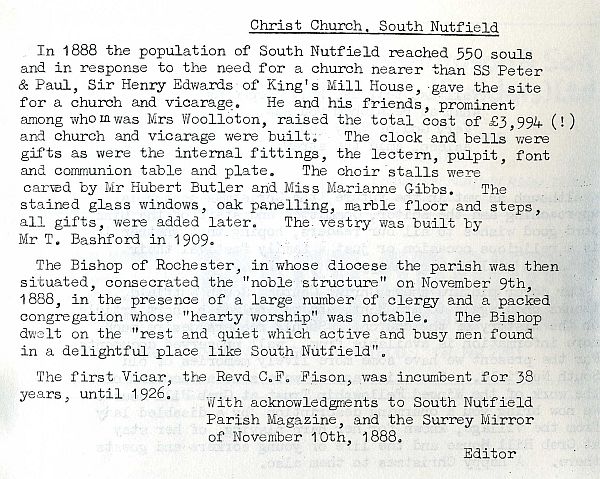 Christ Church, South Nutfield
In 1888 the population of South Nutfield reached 550 souls
and in response to the need for a church nearer than SS Peter
& Paul, Sir Henry Edwards of King's Mill House, gave the site
for a church and vicarage. He and his friends, prominent
among whom was Mrs Woolloton, raised the total cost of £3,994 (!)
and church and vicarage were built. The clock and bells were
gifts as were the internal fittings, the lectern, pulpit, font
and communion table and plate. The choir stalls were
carved by Mr Hubert Butler and Miss Marianne Gibbs. The
stained glass windows, oak panelling, marble floor and steps,
all gifts, were added later. The vestry was built by
Mr T. Bashford in 1909.
The Bishop of Rochester, in whose diocese the parish was then
situated, consecrated the "noble structure" on November 9th,
1888, in the presence of a large number of clergy and a packed
congregation whose "hearty worship" was notable. The Bishop
dwelt on the "rest and quiet which active and busy men found
in a delightful place like South Nutfield".
The first Vicar, the Revd C.F. Fison, was incumbent for 38
years, until 1926.
With acknowledgments to South Nutfield
Parish Magazine, and the Surrey Mirror
of November 10th, 1888.
Editor